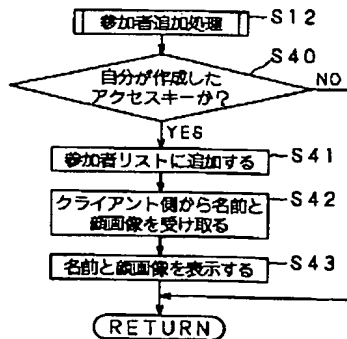 参加者追加処理
S12
S40
自分が作成した
アクセスキーか?
NO
YES
参加者リストに追加する
S41
クライアント側から名前と
顔画像を受け取る
S42
名前と顔画像を表示する
S43
RETURN